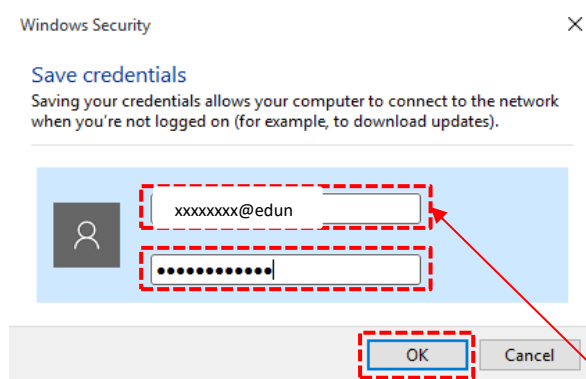 Windows Security
Save credentials
Saving your credentials allows your computer to connect to the network
when you're not logged on (for example, to download updates).
xxxxxxxx@edun
●●●●●●●●●●●●
OK
Cancel